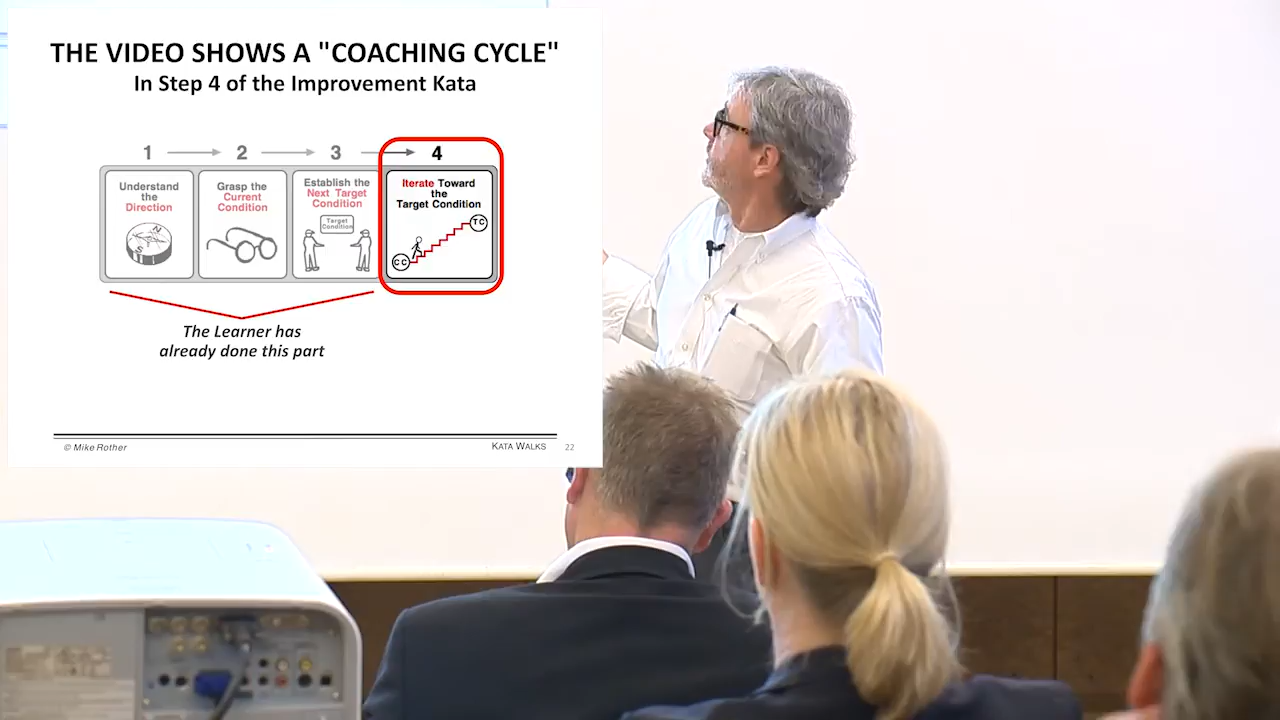 THE VIDEO SHOWS A "COACHING CYCLE"
In Step 4 of the Improvement Kata
1
2
3
4
Understand
the
Direction
Grasp the
Current
Condition
Establish the
Next Target
Condition
Target
Condition
Iterate Toward
the
Target Condition
TC
CC
N
S
The Learner has
already done this part
© Mike Rother
KATA WALKS
22